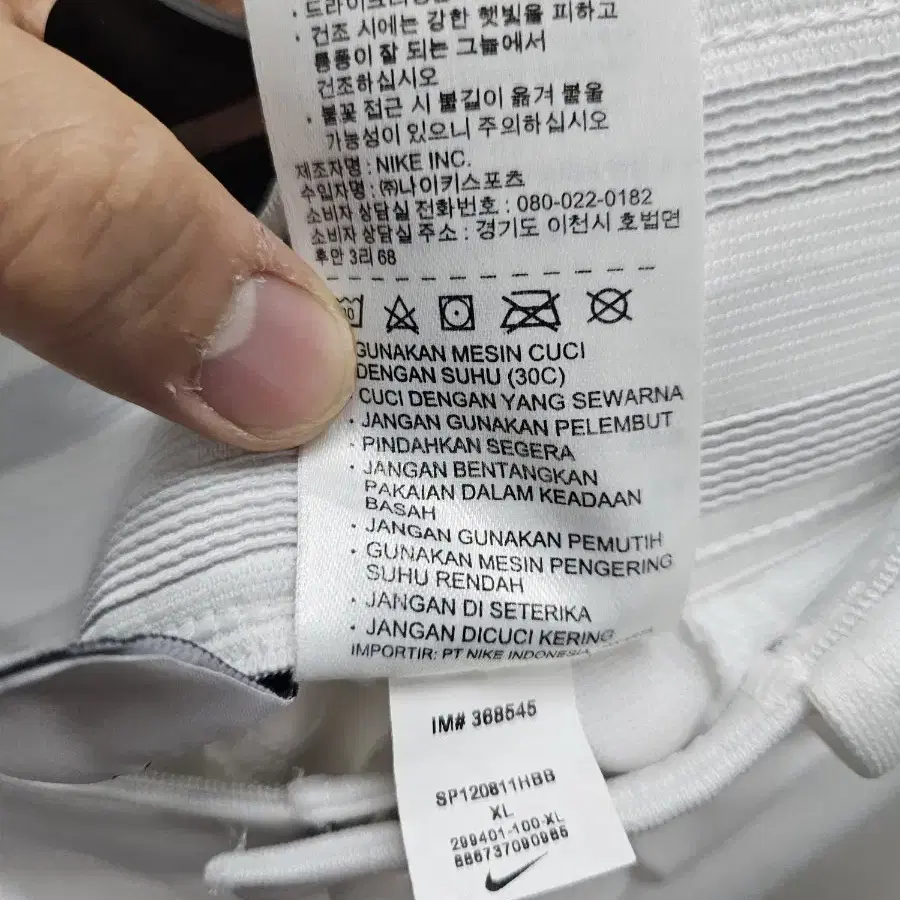 · 건조 시에는 강한 햇빛을 피하고
통풍이 잘 되는 그늘에서
건조하십시오
· 불꽃 접근 시 불길이 옮겨 붙을
가능성이 있으니 주의하십시오
제조자명 : NIKE INC.
수입자명 : ㈜나이키스포츠
소비자 상담실 전화번호 : 080-022-0182
소비자 상담실 주소 : 경기도 이천시 호법면
후안 3리 68
GUNAKAN MESIN CUCI
DENGAN SUHU (30C)
· CUCI DENGAN YANG SEWARNA
· JANGAN GUNAKAN PELEMBUT
· PINDAHKAN SEGERA
· JANGAN BENTANGKAN
PAKAIAN DALAM KEADAAN
BASAH
· JANGAN GUNAKAN PEMUTIH
· GUNAKAN MESIN PENGERING
SUHU RENDAH
· JANGAN DI SETERIKA
· JANGAN DICUCI KERING
IMPORTIR: PT NIKE INDONESIA
IM# 368545
SP120811HBB
XL
299401-100-XL
886737090985